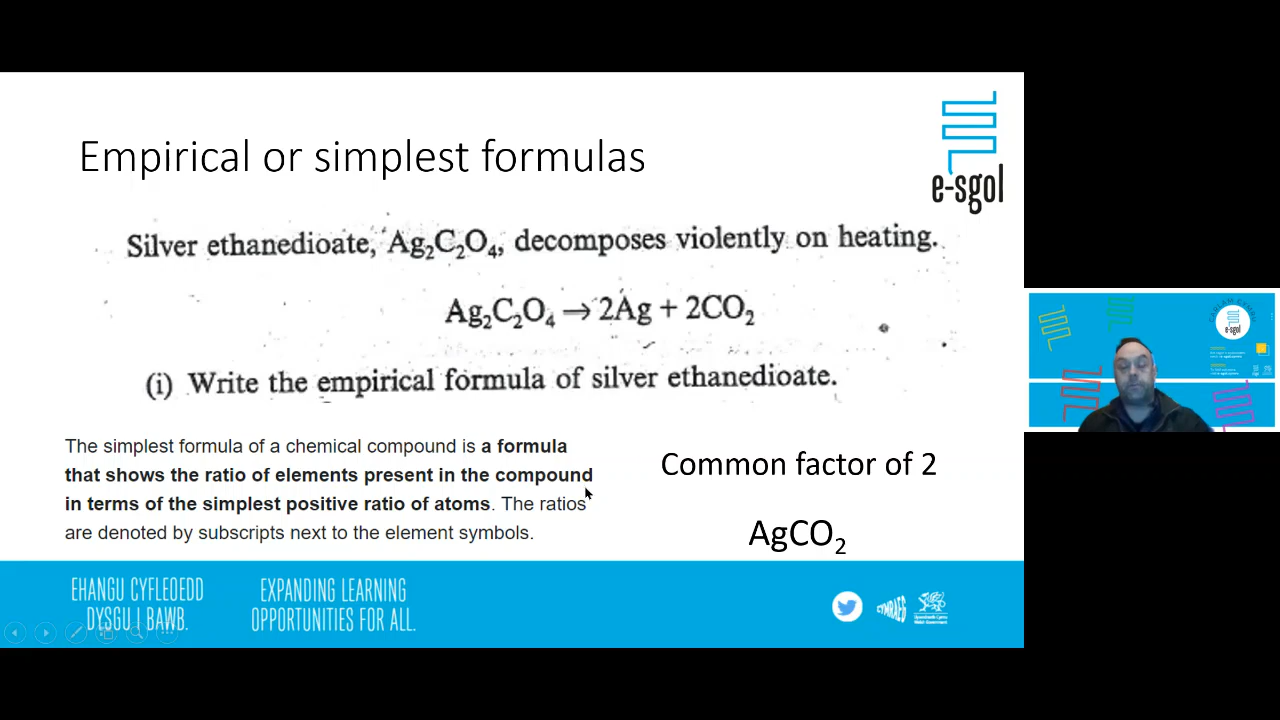 Empirical or simplest formulas
e-sgol
Silver ethanedioate, Ag₂C₂O₄, decomposes violently on heating.
Ag₂C₂O₄ → 2Ag + 2CO₂
(i) Write the empirical formula of silver ethanedioate.
The simplest formula of a chemical compound is a formula
that shows the ratio of elements present in the compound
in terms of the simplest positive ratio of atoms. The ratios
are denoted by subscripts next to the element symbols.
Common factor of 2
AgCO₂
EHANGU CYFLEOEDD
DYSGU I BAWB.
EXPANDING LEARNING
OPPORTUNITIES FOR ALL.
CYMRAEG
e-sgol